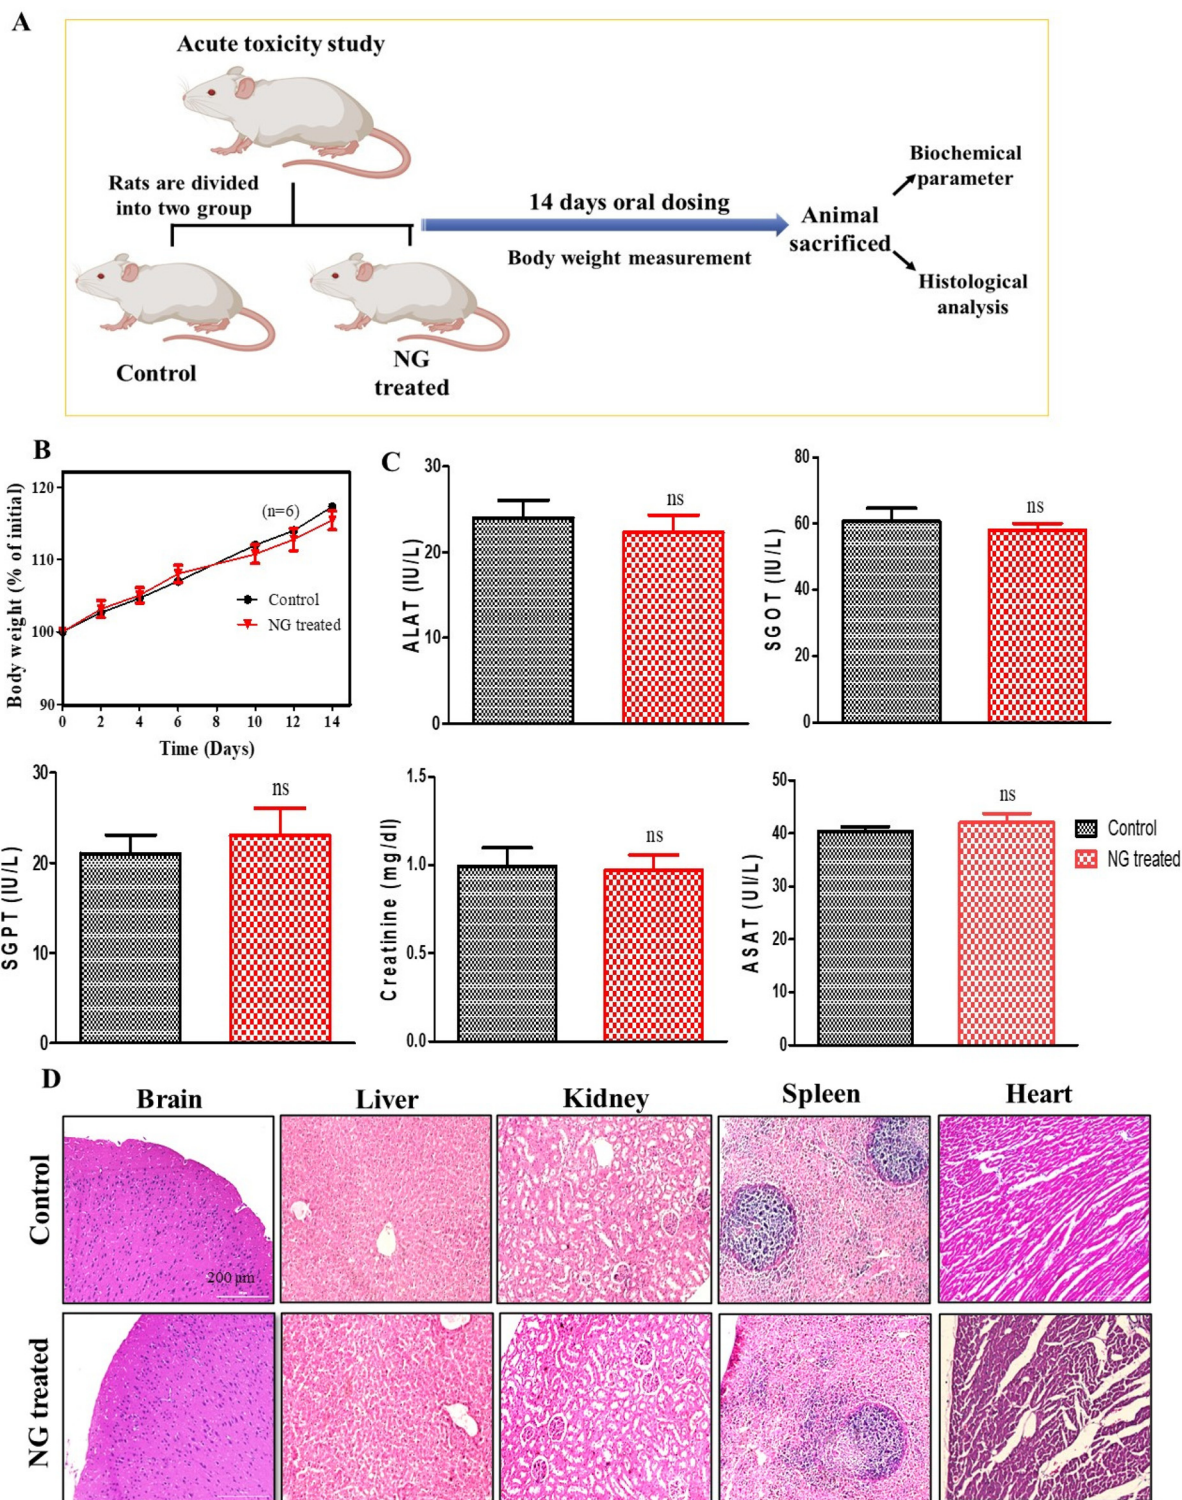 A
Acute toxicity study
Rats are divided
into two group
Control
NG
treated
14 days oral dosing
Body weight measurement
Animal
sacrificed
Biochemical
parameter
Histological
analysis
B
Body weight (% of initial)
120
110
100
90
(n=6)
Control
NG treated
0 2 4 6 8 10 12 14
Time (Days)
C
ALAT (IU/L)
30
20
10
0
ns
SGOT (IU/L)
80
60
40
20
0
ns
SGPT (IU/L)
30
20
10
0
ns
Creatinine (mg/dl)
1.5
1.0
0.5
0.0
ns
ASAT (UI/L)
50
40
30
20
10
0
ns
Control
NG treated
D
Brain
Liver
Kidney
Spleen
Heart
Control
200 µm
NG treated